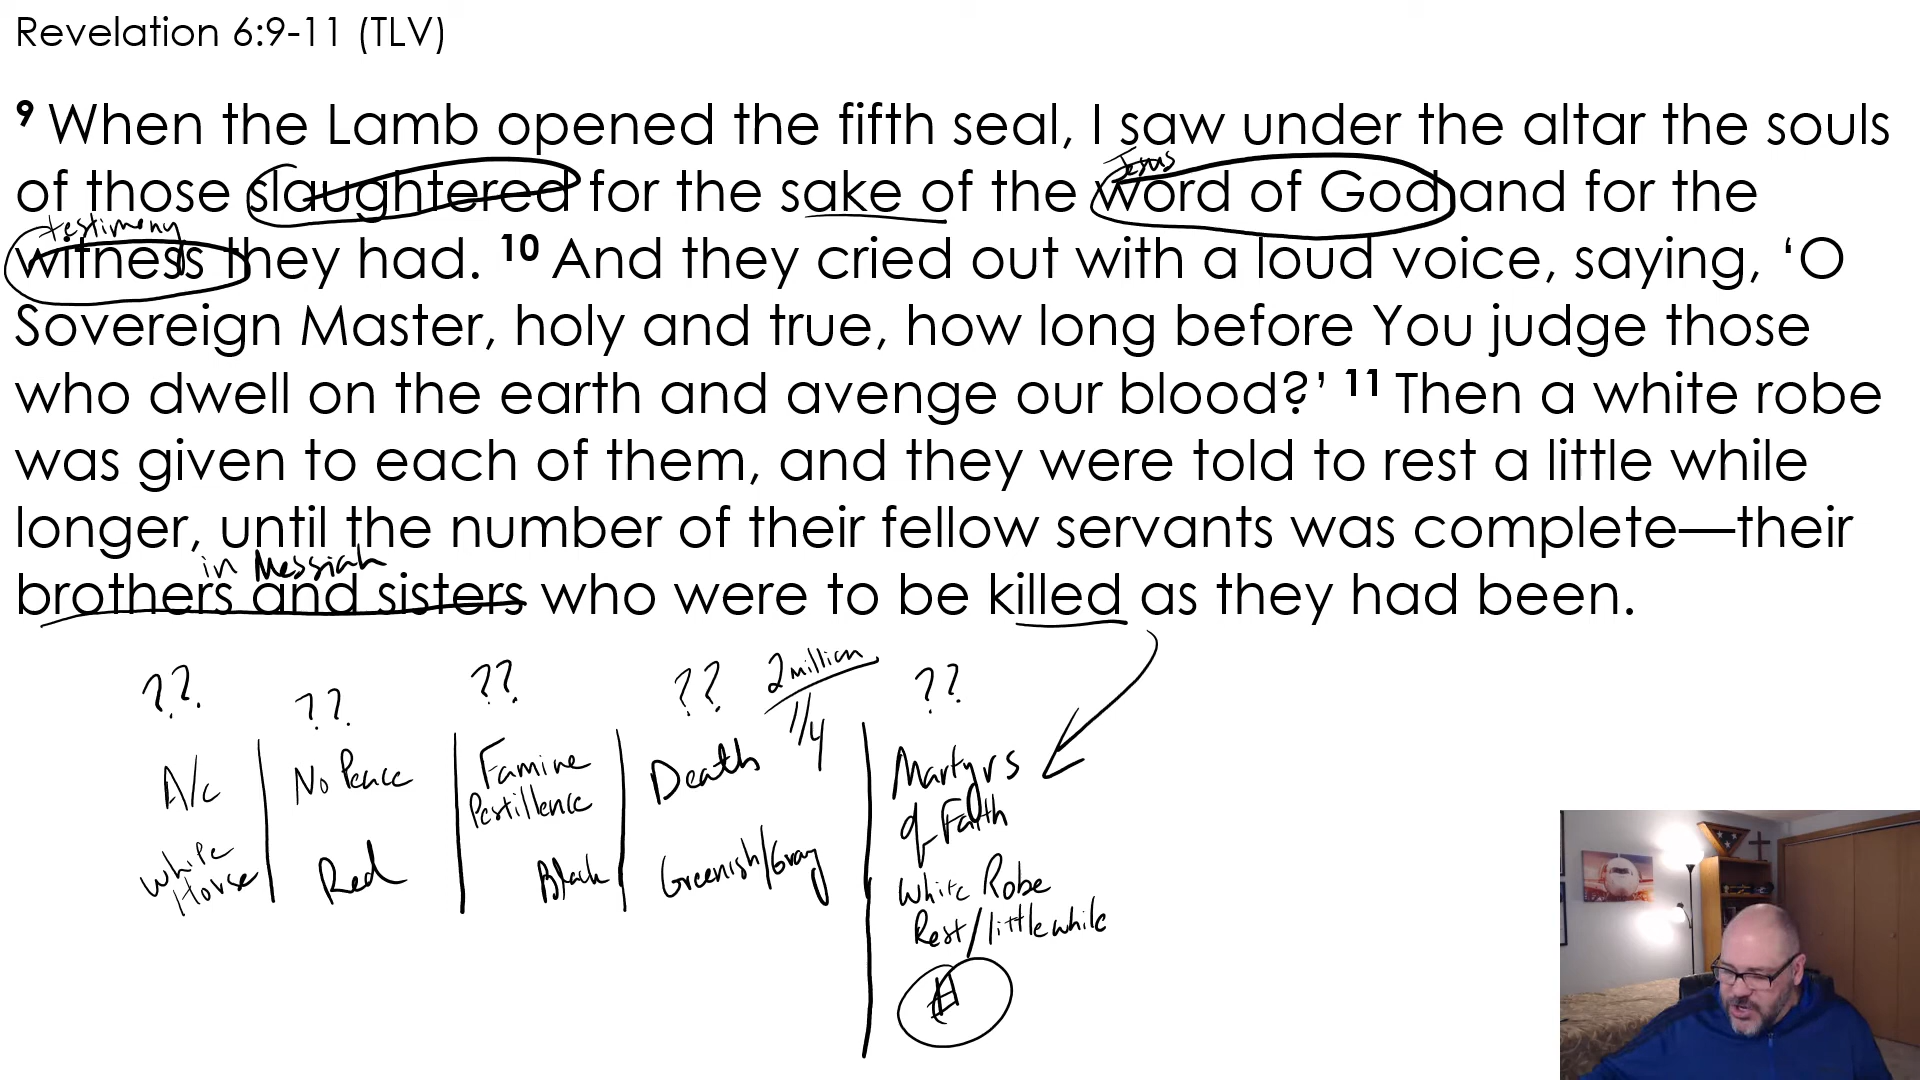 Revelation 6:9-11 (TLV)
9 When the Lamb opened the fifth seal, I saw under the altar the souls
Jesus
of those slaughtered for the sake of the word of God and for the
testimony
witness they had. 10 And they cried out with a loud voice, saying, ‘O
Sovereign Master, holy and true, how long before You judge those
who dwell on the earth and avenge our blood?’ 11 Then a white robe
was given to each of them, and they were told to rest a little while
longer, until the number of their fellow servants was complete—their
in Messiah
brothers and sisters who were to be killed as they had been.
?? ?? ?? ?? 2 million ??
1/4
A/C No Peace Famine Death Martyrs
Pestillence of Faith
White Horse Red Black Greenish/Gray White Robe
Rest/little while
#